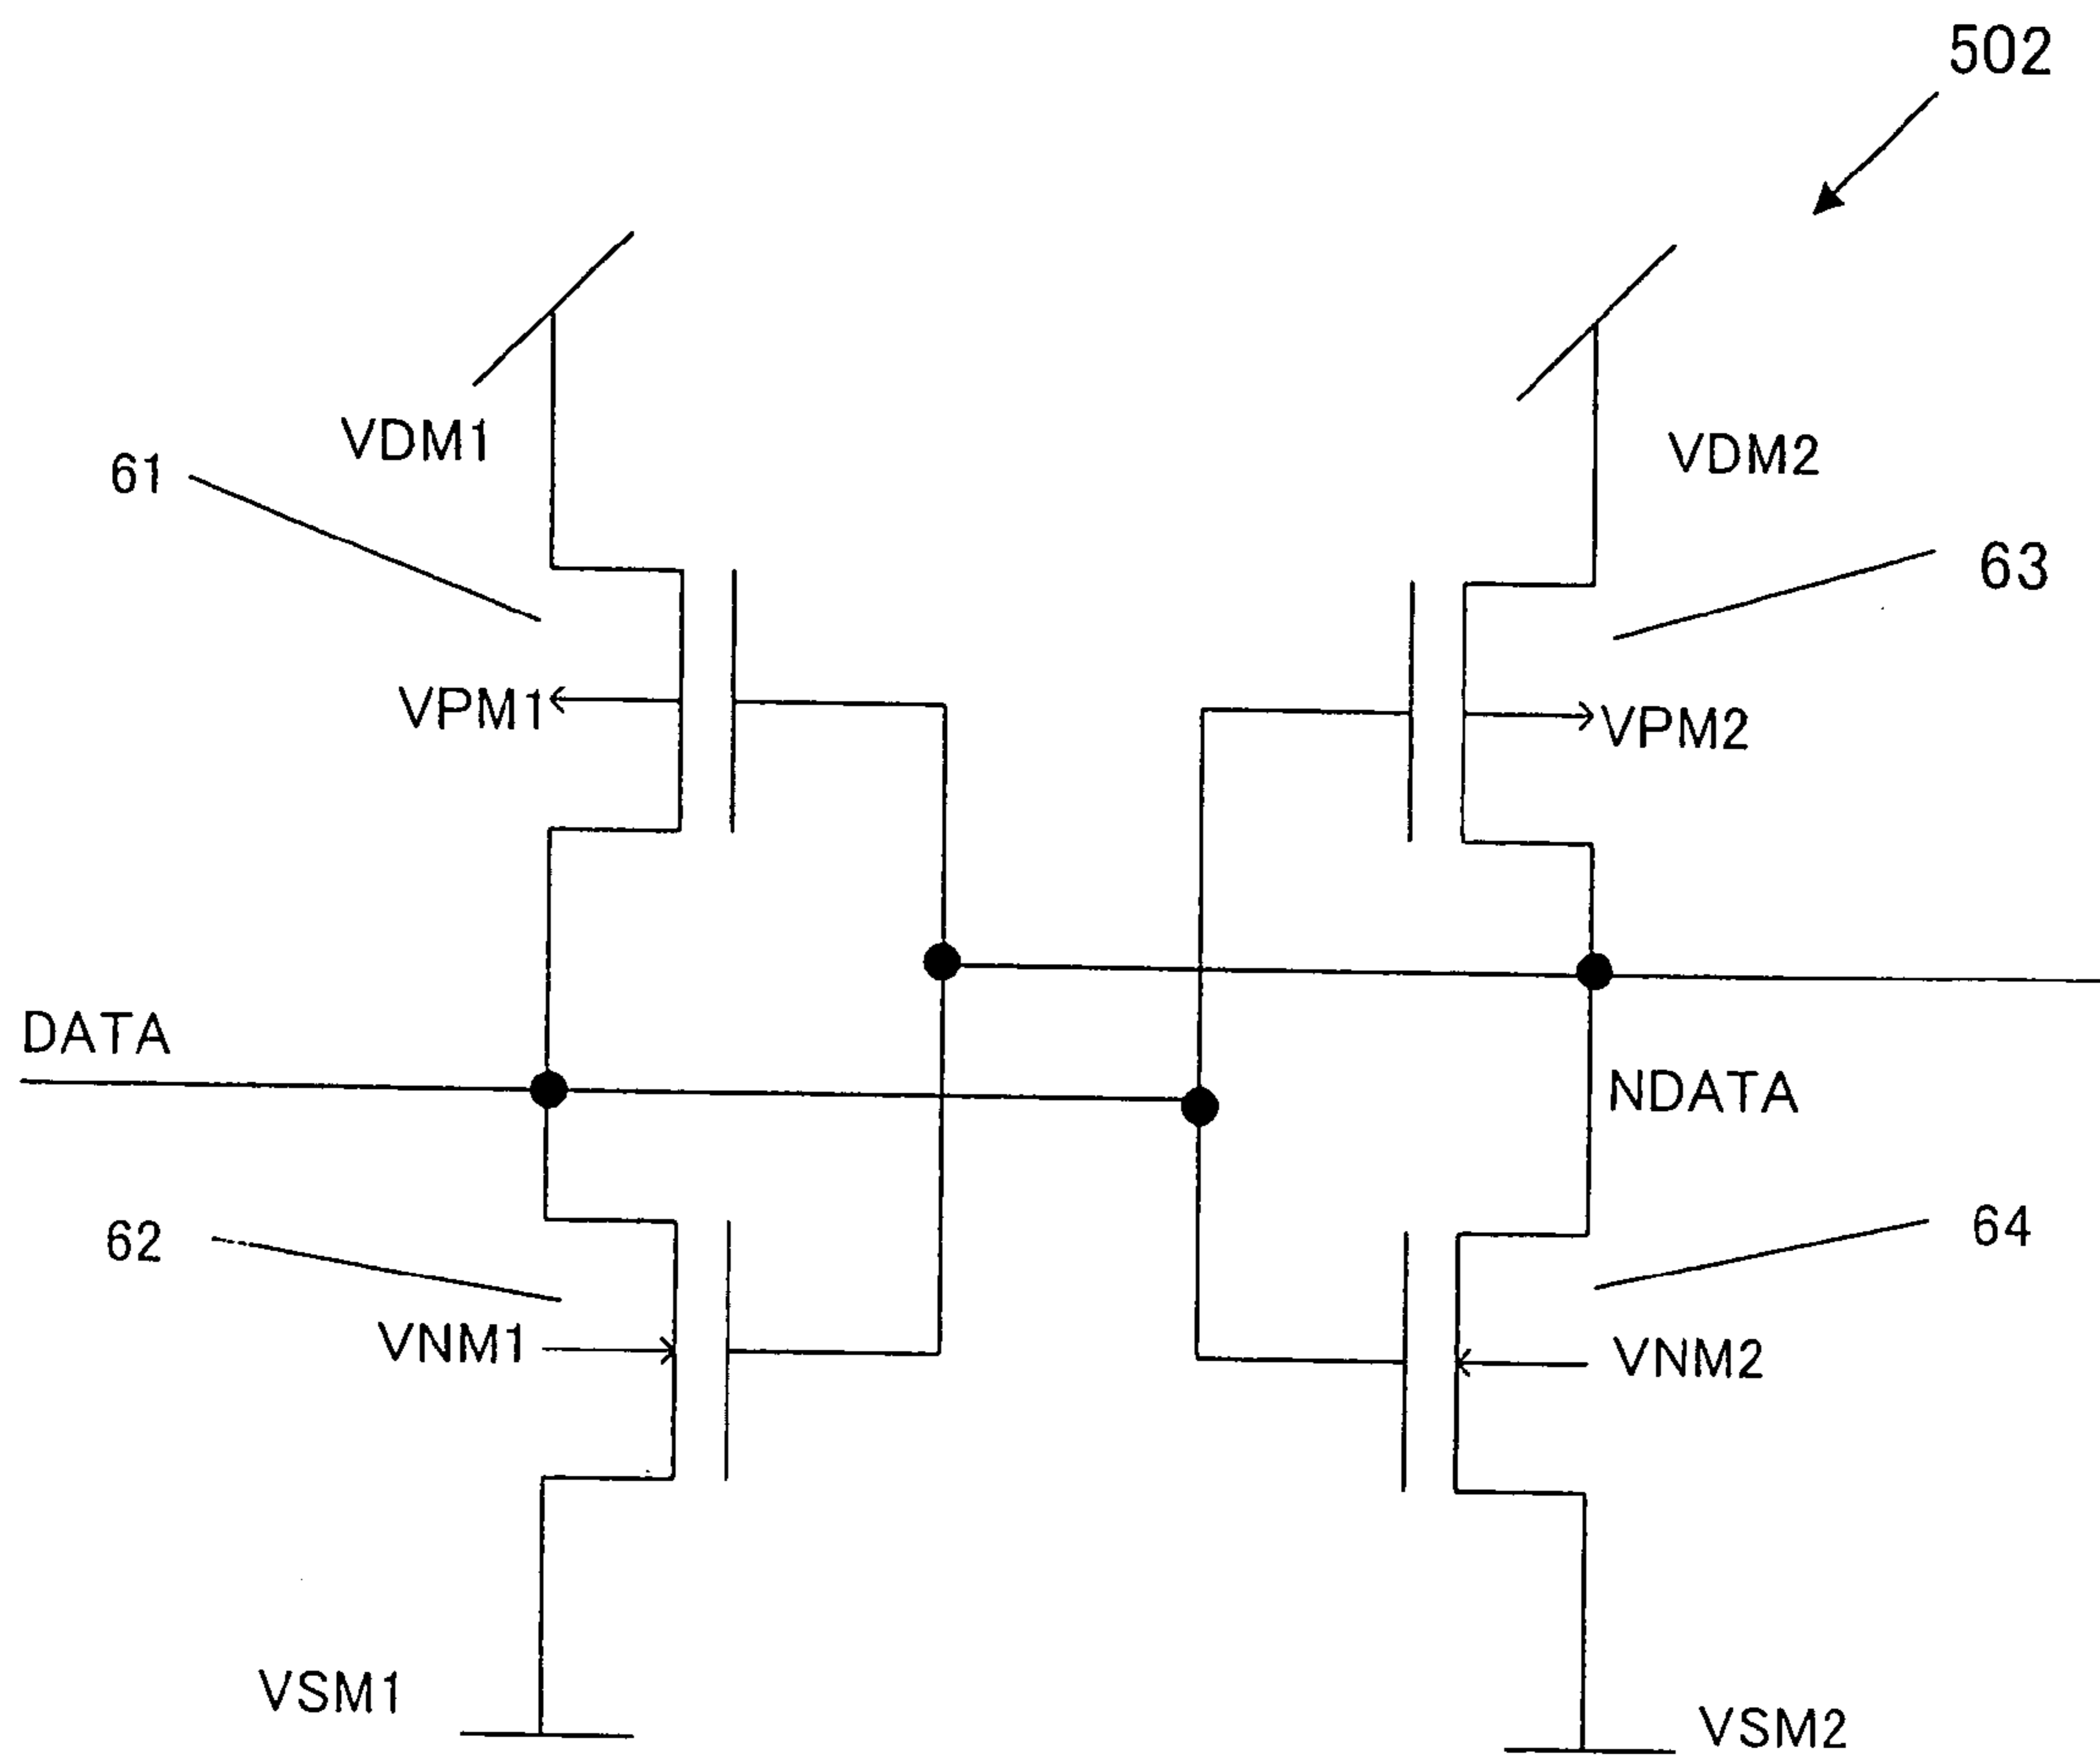 502
VDM1
VDM2
61
63
VPM1
VPM2
DATA
NDATA
62
64
VNM1
VNM2
VSM1
VSM2